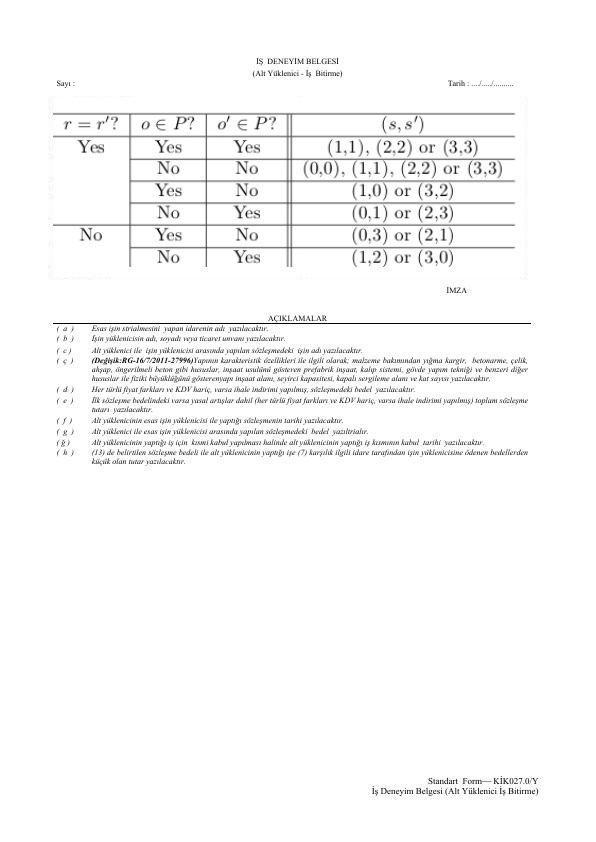 İŞ DENEYİM BELGESİ
(Alt Yüklenici - İş Bitirme)
Sayı : Tarih : ..../...../..........
r = r′? o ∈ P? o′ ∈ P? (s, s′)
Yes Yes Yes (1,1), (2,2) or (3,3)
No No (0,0), (1,1), (2,2) or (3,3)
Yes No (1,0) or (3,2)
No Yes (0,1) or (2,3)
No Yes No (0,3) or (2,1)
No Yes (1,2) or (3,0)
İMZA
AÇIKLAMALAR
( a ) Esas işin strialmesini yapan idarenin adı yazılacaktır.
( b ) İşin yüklenicinin adı, soyadı veya ticaret unvanı yazılacaktır.
( c ) Alt yüklenici ile işin yüklenicisi arasında yapılan sözleşmedeki işin adı yazılacaktır.
( ç ) (Değişik:RG-16/7/2011-27996)Yapının karakteristik özellikleri ile ilgili olarak; malzeme bakımından yığma kargir, betonarme, çelik,
ahşap, öngerilmeli beton gibi hususlar, inşaat usulünü gösteren prefabrik inşaat, kalıp sistemi, gövde yapım tekniği ve benzeri diğer
hususlar ile fiziki büyüklüğünü gösterenyapı inşaat alanı, seyirci kapasitesi, kapalı sergileme alanı ve kat sayısı yazılacaktır.
( d ) Her türlü fiyat farkları ve KDV hariç, varsa ihale indirimi yapılmış, sözleşmedeki bedel yazılacaktır.
( e ) İlk sözleşme bedelindeki varsa yasal artışlar dahil (her türlü fiyat farkları ve KDV hariç, varsa ihale indirimi yapılmış) toplam sözleşme
tutarı yazılacaktır.
( f ) Alt yüklenicinin esas işin yüklenicisi ile yaptığı sözleşmenin tarihi yazılacaktır.
( g ) Alt yüklenici ile esas işin yüklenicisi arasında yapılan sözleşmedeki bedel yazıltrialır.
( ğ ) Alt yüklenicinin yaptığı iş için kısmi kabul yapılması halinde alt yüklenicinin yaptığı iş kısmının kabul tarihi yazılacaktır.
( h ) (13) de belirtilen sözleşme bedeli ile alt yüklenicinin yaptığı işe (7) karşılık ilgili idare tarafından işin yüklenicisine ödenen bedellerden
küçük olan tutar yazılacaktır.
Standart Form— KİK027.0/Y
İş Deneyim Belgesi (Alt Yüklenici İş Bitirme)